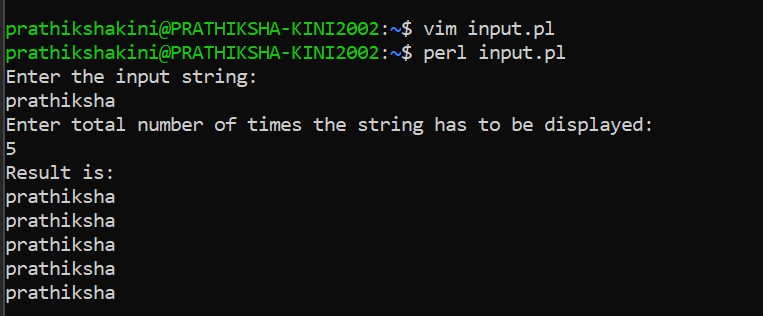 prathikshakini@PRATHIKSHA-KINI2002:~$ vim input.pl
prathikshakini@PRATHIKSHA-KINI2002:~$ perl input.pl
Enter the input string:
prathiksha
Enter total number of times the string has to be displayed:
5
Result is:
prathiksha
prathiksha
prathiksha
prathiksha
prathiksha